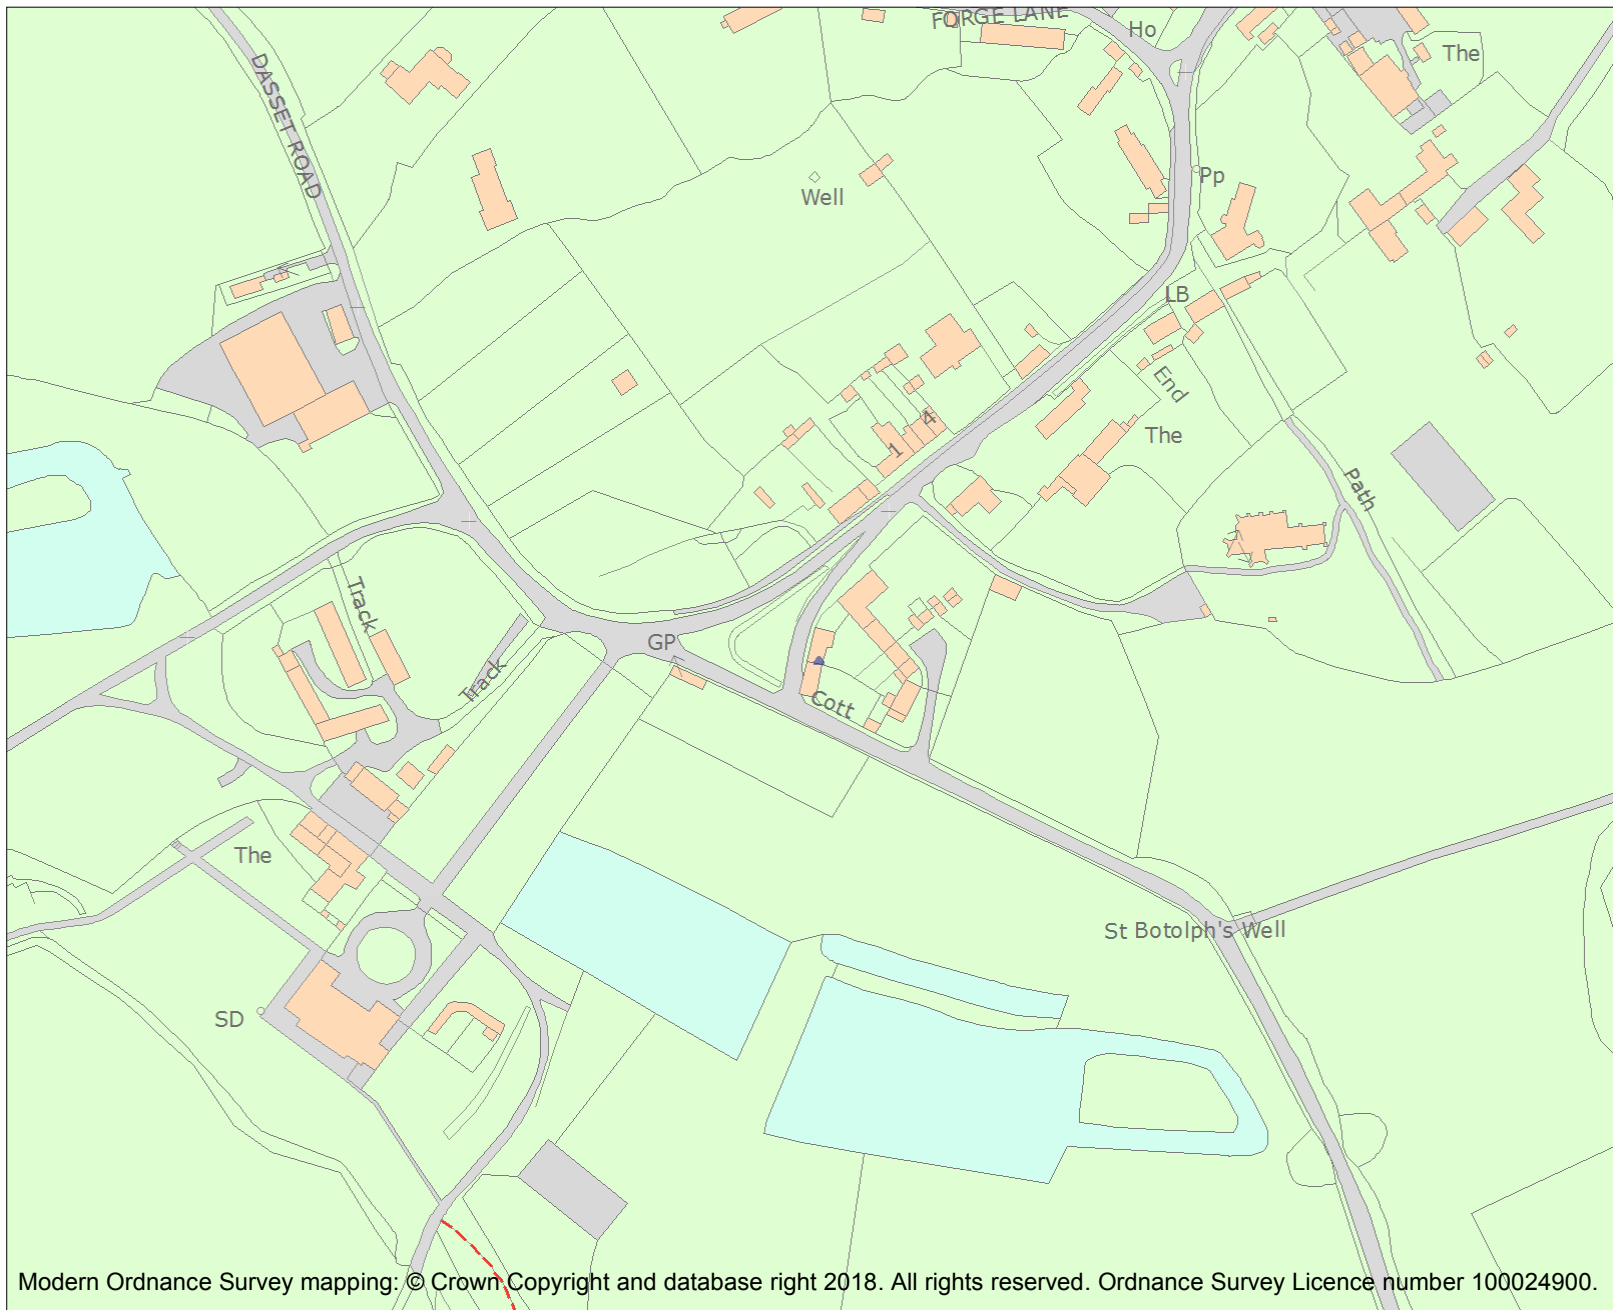 FORGE LANE
Ho
The
DASSET ROAD
Pp
Well
LB
End
4
1
The
Path
Track
GP
Track
Cott
The
St Botolph's Well
SD
Modern Ordnance Survey mapping: © Crown Copyright and database right 2018. All rights reserved. Ordnance Survey Licence number 100024900.